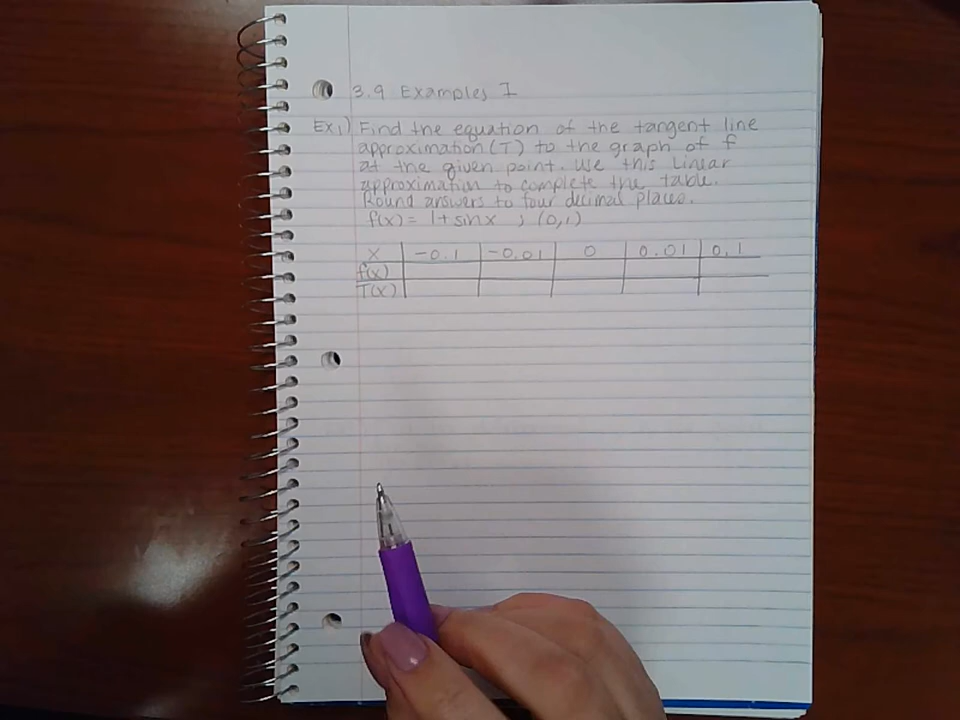 3.9 Examples I
Ex1) Find the equation of the tangent line
approximation (T) to the graph of f
at the given point. Use this linear
approximation to complete the table.
Round answers to four decimal places.
f(x) = 1 + sin x ; (0,1)
x -0.1 -0.01 0 0.01 0.1
f(x)
T(x)